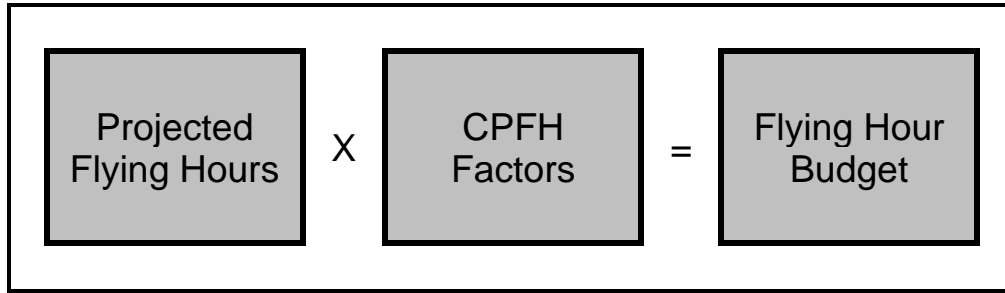 Projected
Flying Hours
X
CPFH
Factors
=
Flying Hour
Budget